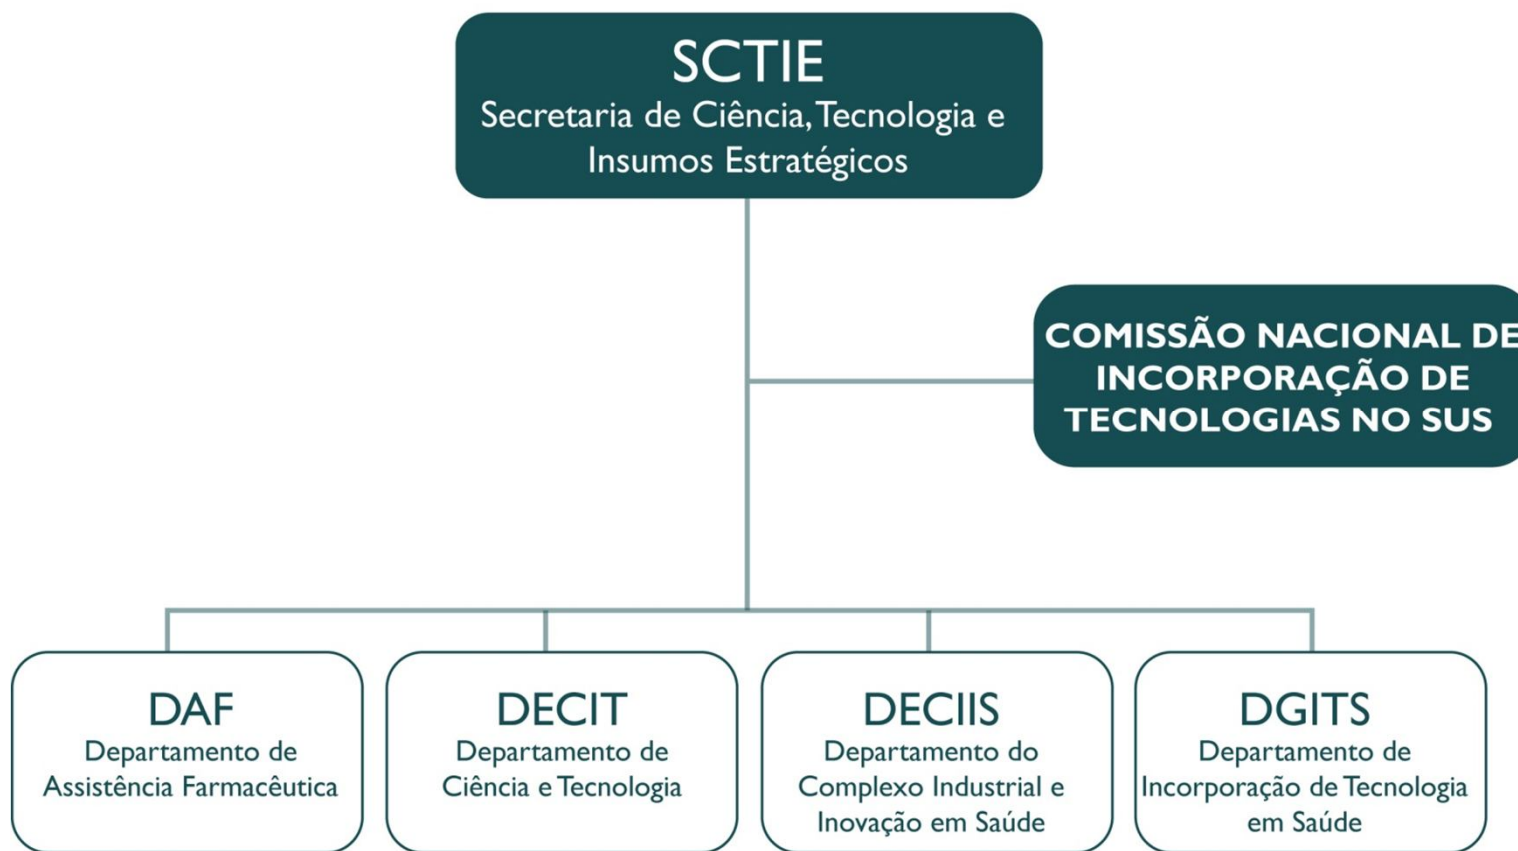 SCTIE
Secretaria de Ciência, Tecnologia e
Insumos Estratégicos
COMISSÃO NACIONAL DE
INCORPORAÇÃO DE
TECNOLOGIAS NO SUS
DAF
Departamento de
Assistência Farmacêutica
DECIT
Departamento de
Ciência e Tecnologia
DECIIS
Departamento do
Complexo Industrial e
Inovação em Saúde
DGITS
Departamento de
Incorporação de Tecnologia
em Saúde